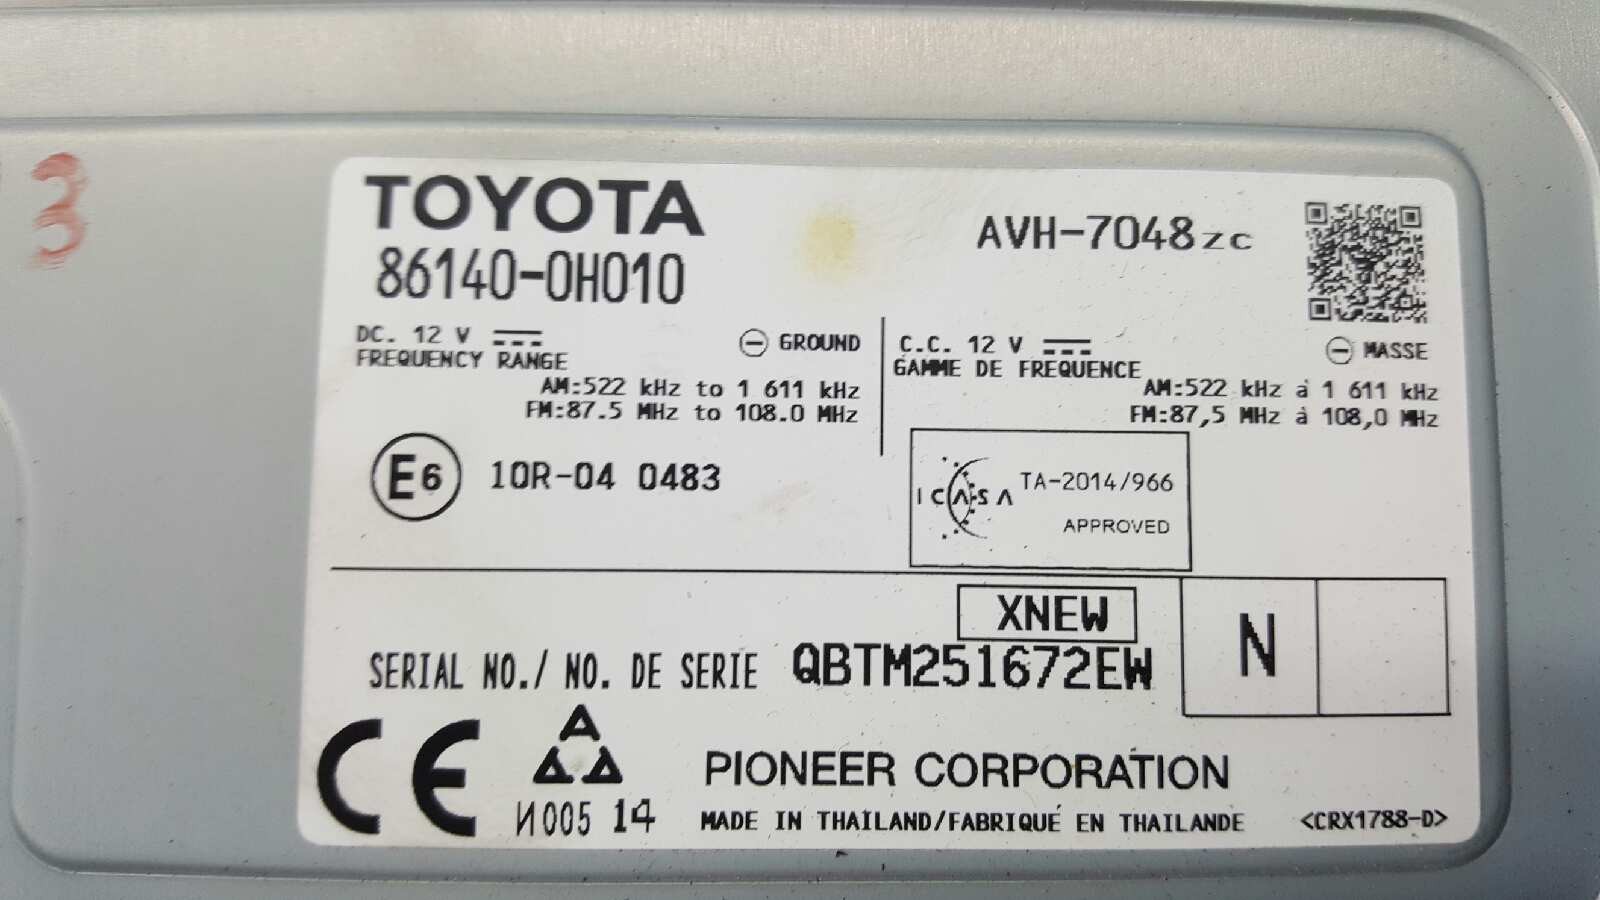 3
TOYOTA
86140-0H010
AVH-7048zc
DC. 12 V
GROUND
FREQUENCY RANGE
AM:522 kHz to 1 611 kHz
FM:87.5 MHz to 108.0 MHz
C.C. 12 V
MASSE
GAMME DE FREQUENCE
AM:522 kHz à 1 611 kHz
FM:87,5 MHz à 108,0 MHz
E6 10R-04 0483
ICASA TA-2014/966
APPROVED
XNEW
SERIAL NO./ NO. DE SERIE QBTM251672EW
N
CE
И005 14
PIONEER CORPORATION
MADE IN THAILAND/FABRIQUÉ EN THAILANDE
<CRX1788-D>